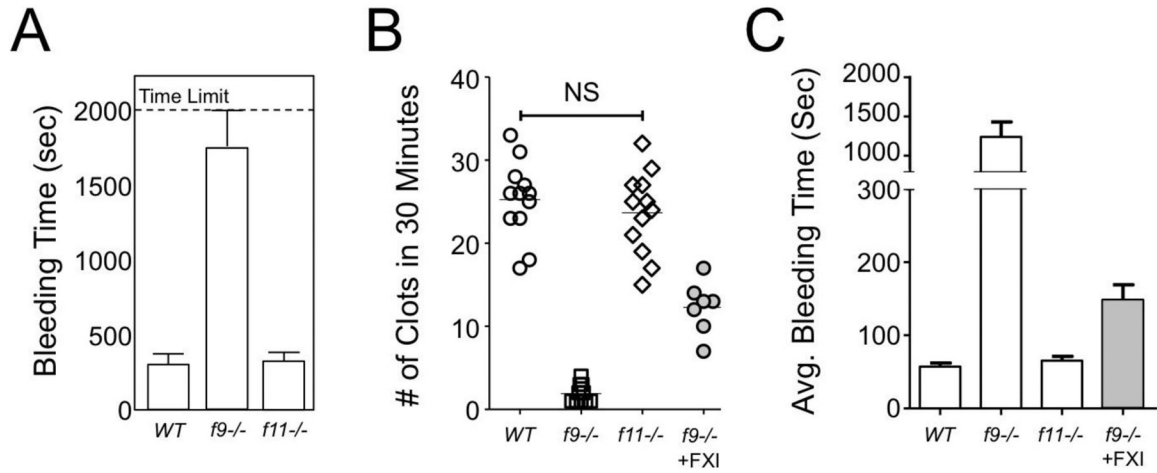 A
Bleeding Time (sec)
2000
1500
1000
500
0
Time Limit
WT
f9-/-
f11-/-
B
# of Clots in 30 Minutes
40
30
20
10
0
NS
WT
f9-/-
f11-/-
f9-/-
+FXI
C
Avg. Bleeding Time (Sec)
2000
1500
1000
300
200
100
0
WT
f9-/-
f11-/-
f9-/-
+FXI